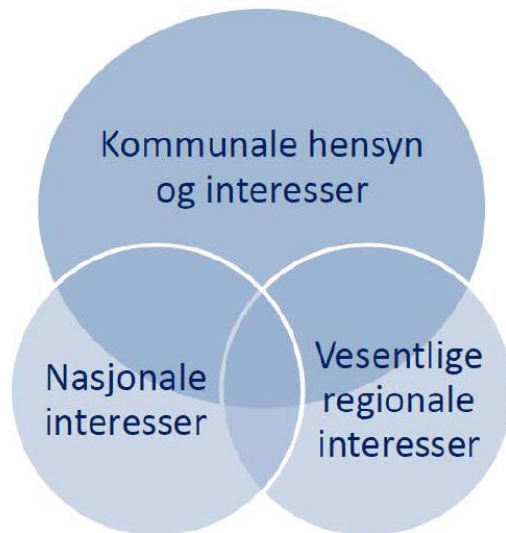 Kommunale hensyn
og interesser
Nasjonale
interesser
Vesentlige
regionale
interesser